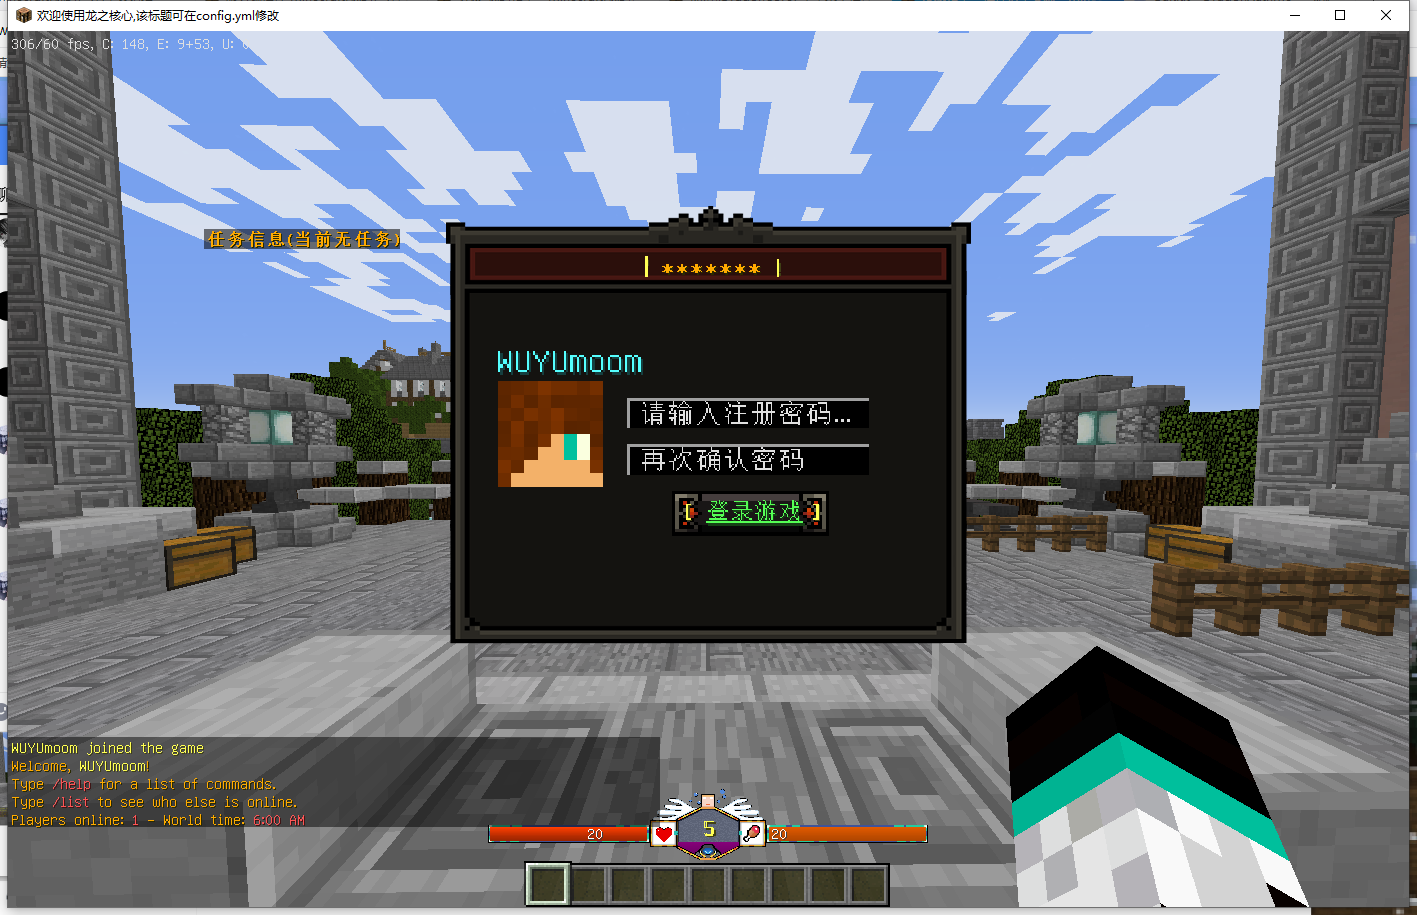 欢迎使用龙之核心,该标题可在config.yml修改
306/60 fps, C: 148, E: 9+53, U:
任务信息(当前无任务)
*******
WUYUmoom
请输入注册密码...
再次确认密码
[登录游戏]
WUYUmoom joined the game
Welcome, WUYUmoom!
Type /help for a list of commands.
Type /list to see who else is online.
Players online: 1 - World time: 6:00 AM
20
5
20